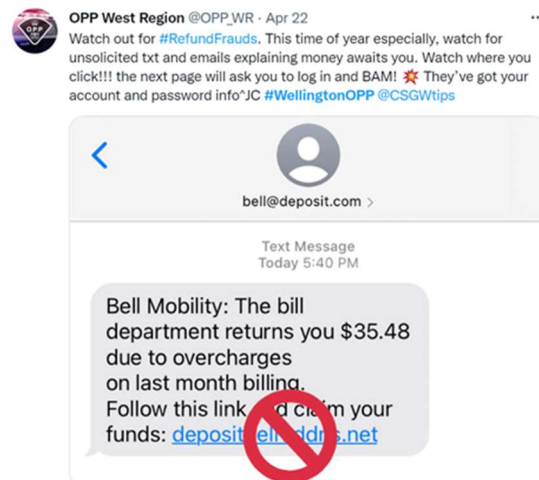 OPP West Region @OPP_WR · Apr 22
Watch out for #RefundFrauds. This time of year especially, watch for
unsolicited txt and emails explaining money awaits you. Watch where you
click!!! the next page will ask you to log in and BAM! 💥 They've got your
account and password info^JC #WellingtonOPP @CSGWtips
OPP
bell@deposit.com >
Text Message
Today 5:40 PM
Bell Mobility: The bill
department returns you $35.48
due to overcharges
on last month billing.
Follow this link claim your
funds: